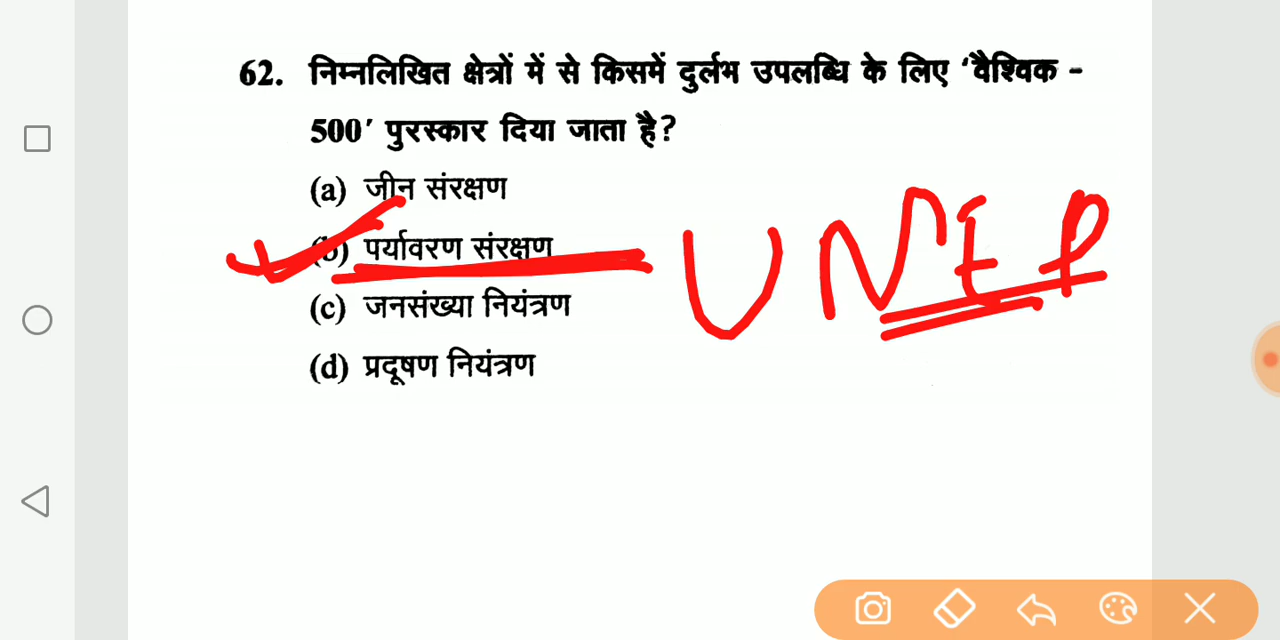 62. निम्नलिखित क्षेत्रों में से किसमें दुर्लभ उपलब्धि के लिए ‘वैश्विक -
500’ पुरस्कार दिया जाता है?
(a) जीन संरक्षण
(b) पर्यावरण संरक्षण
UNEP
(c) जनसंख्या नियंत्रण
(d) प्रदूषण नियंत्रण